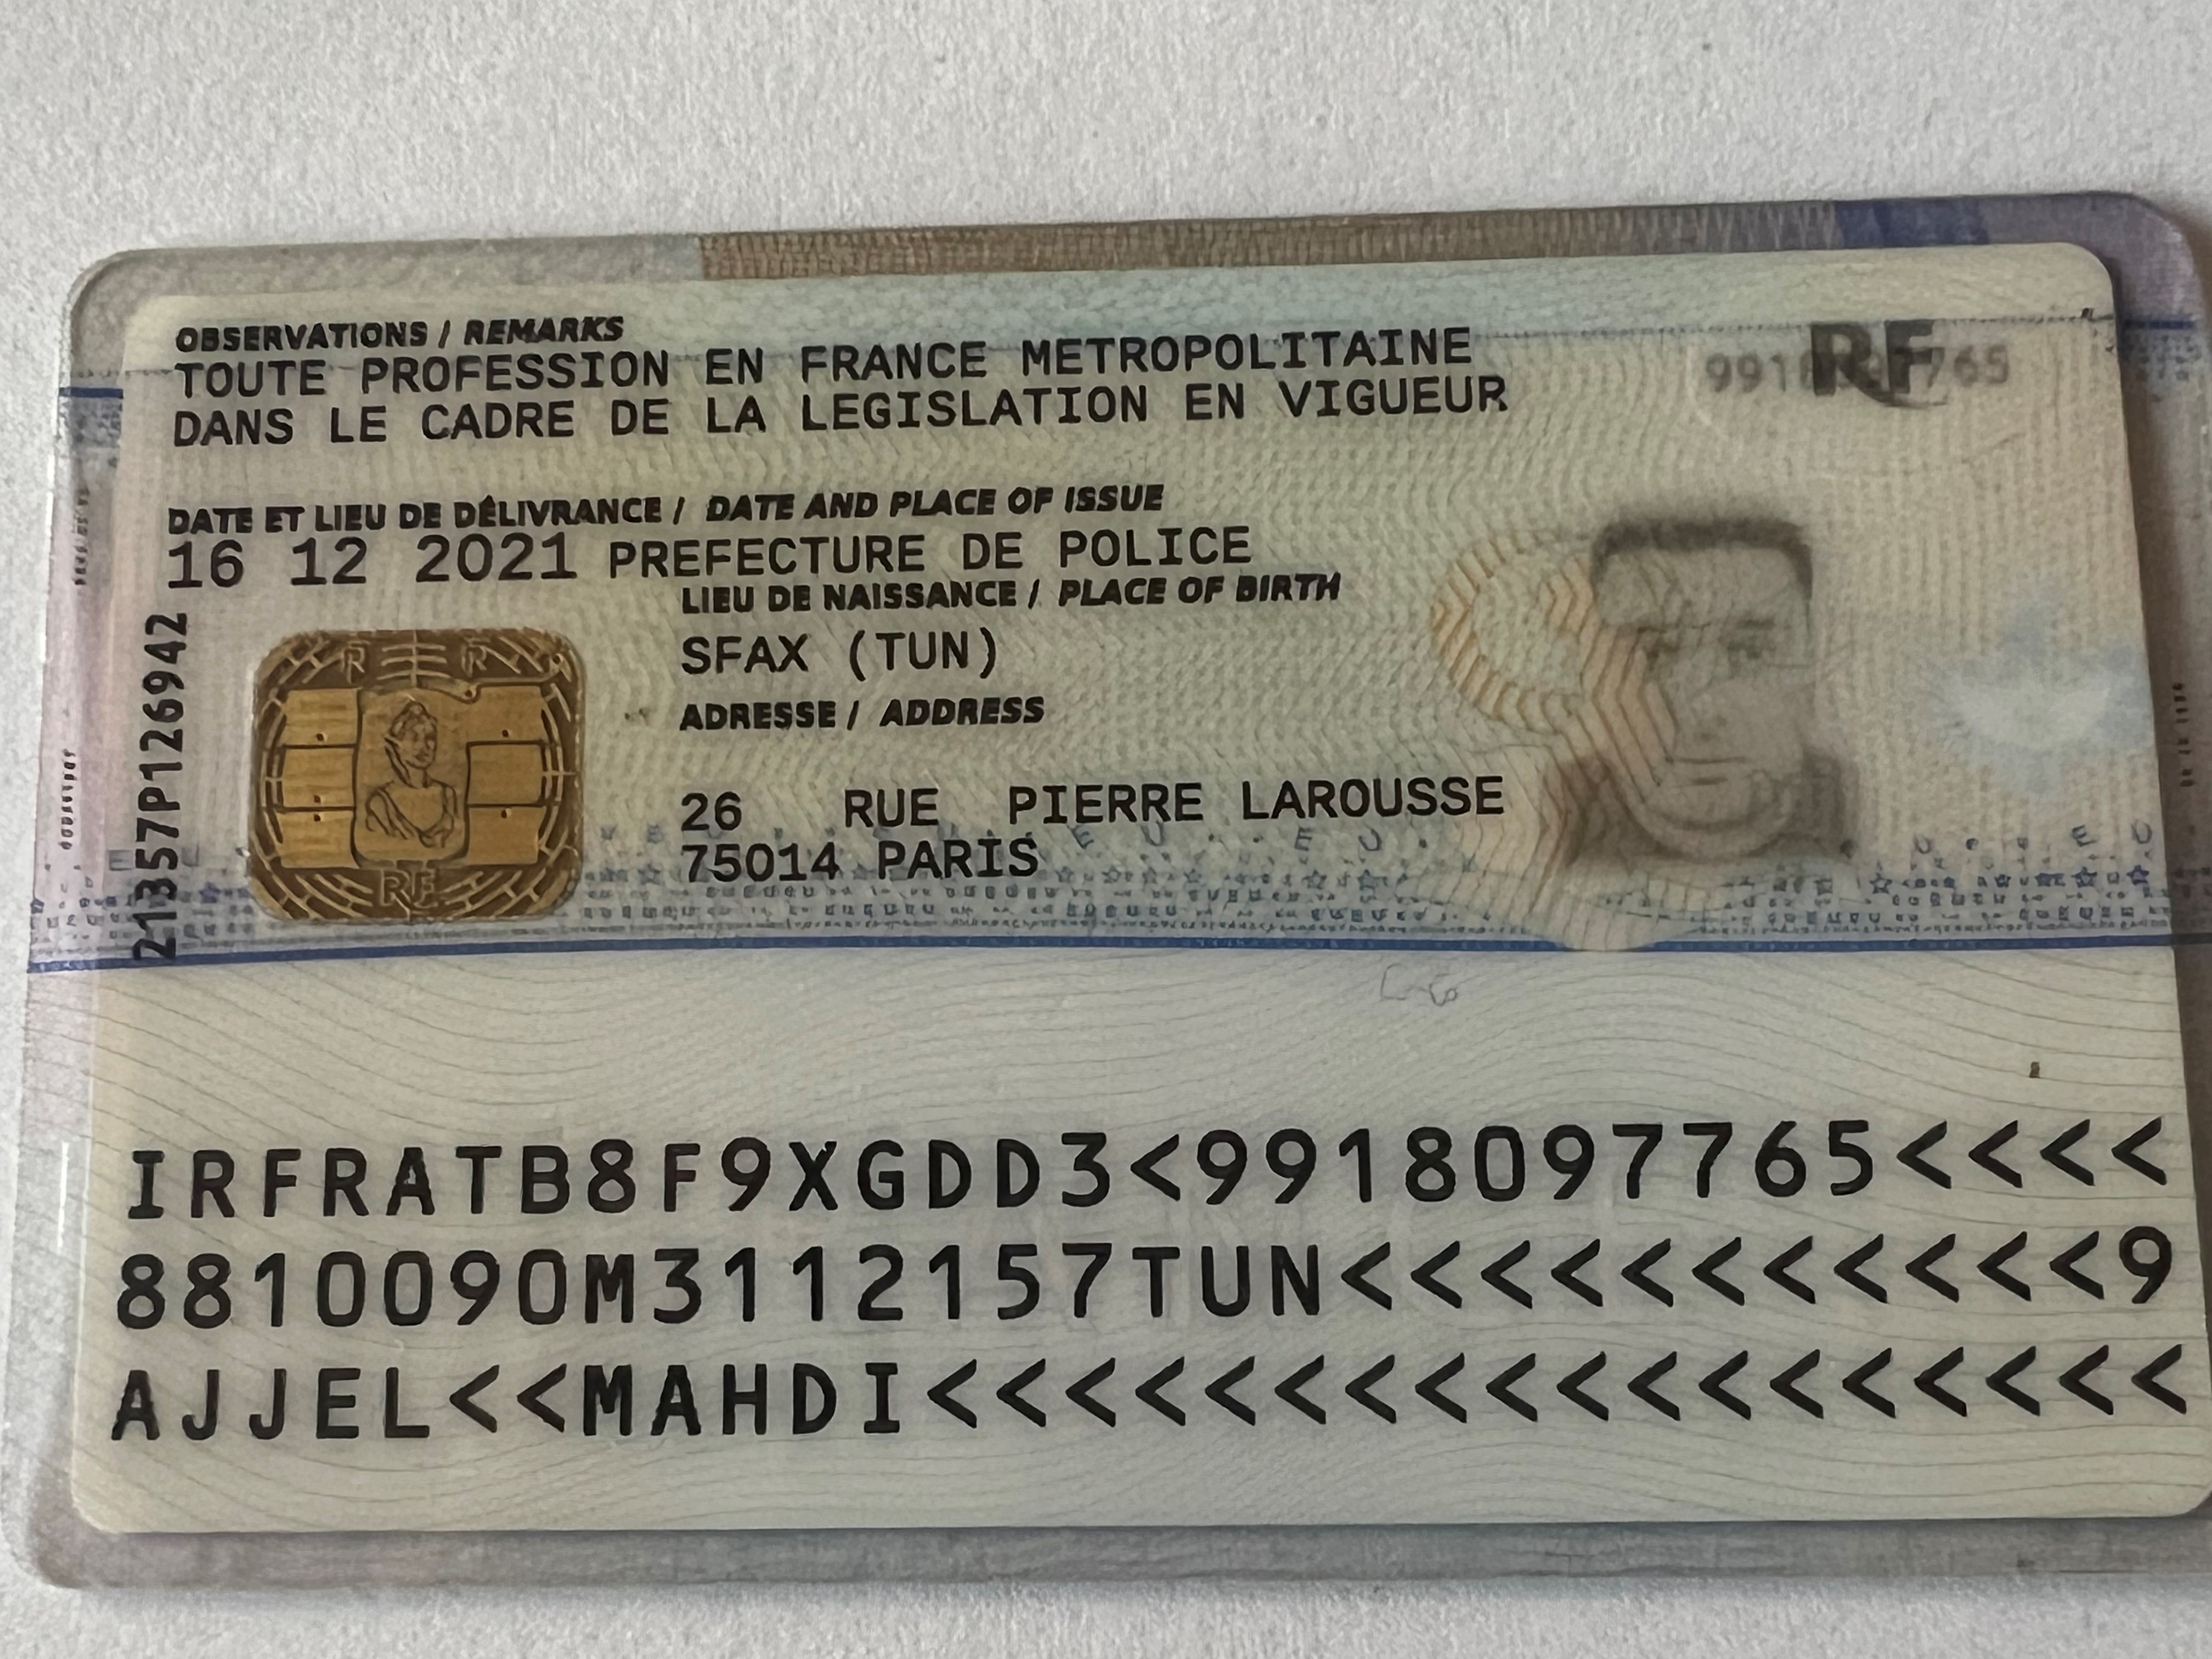 OBSERVATIONS / REMARKS
TOUTE PROFESSION EN FRANCE METROPOLITAINE
DANS LE CADRE DE LA LEGISLATION EN VIGUEUR
RF
DATE ET LIEU DE DÉLIVRANCE / DATE AND PLACE OF ISSUE
16 12 2021 PREFECTURE DE POLICE
LIEU DE NAISSANCE / PLACE OF BIRTH
SFAX (TUN)
ADRESSE / ADDRESS
26 RUE PIERRE LAROUSSE
75014 PARIS
21357P126942
RF
IRFRATB8F9XGDD3<9918097765<<<<
8810090M3112157TUN<<<<<<<<<<<9
AJJEL<<MAHDI<<<<<<<<<<<<<<<<<<